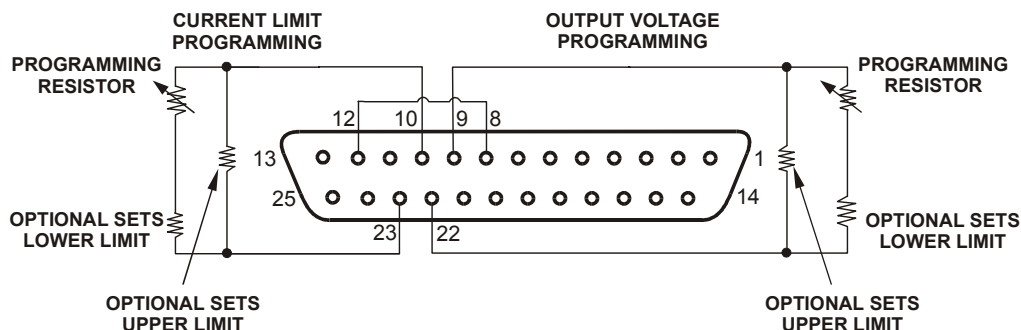 CURRENT LIMIT
PROGRAMMING
OUTPUT VOLTAGE
PROGRAMMING
PROGRAMMING
RESISTOR
PROGRAMMING
RESISTOR
12
10
9
8
13
1
25
14
23
22
OPTIONAL SETS
LOWER LIMIT
OPTIONAL SETS
LOWER LIMIT
OPTIONAL SETS
UPPER LIMIT
OPTIONAL SETS
UPPER LIMIT